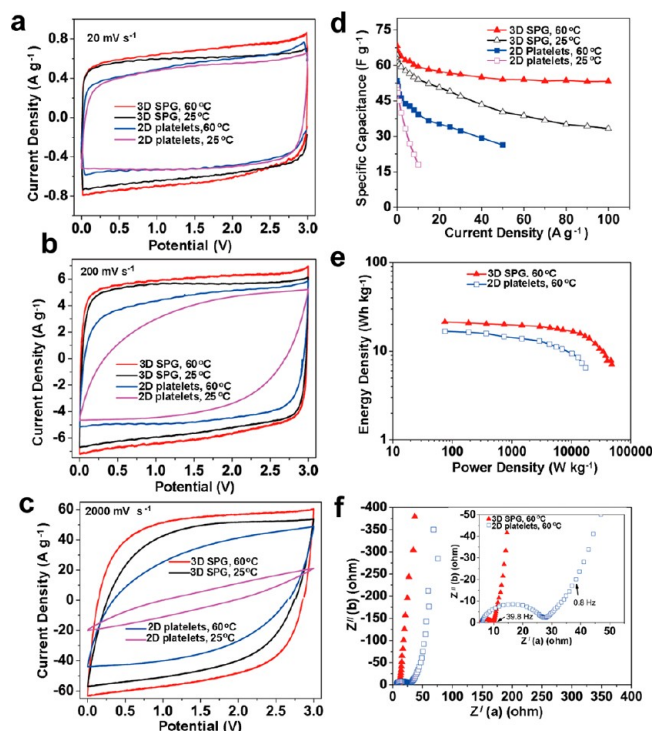 a
20 mV s⁻¹
3D SPG, 60 °C
3D SPG, 25 °C
2D platelets,60 °C
2D platelets, 25 °C
0.8
0.4
0.0
-0.4
-0.8
Current Density (A g⁻¹)
0.0 0.5 1.0 1.5 2.0 2.5 3.0
Potential (V)
b
200 mV s⁻¹
3D SPG, 60 °C
3D SPG, 25 °C
2D platelets, 60 °C
2D platelets, 25 °C
6
4
2
0
-2
-4
-6
Current Density (A g⁻¹)
0.0 0.5 1.0 1.5 2.0 2.5 3.0
Potential (V)
c
2000 mV s⁻¹
3D SPG, 60 °C
3D SPG, 25 °C
2D platelets, 60 °C
2D platelets, 25 °C
60
40
20
0
-20
-40
-60
Current Density (A g⁻¹)
0.0 0.5 1.0 1.5 2.0 2.5 3.0
Potential (V)
d
3D SPG, 60 °C
3D SPG, 25 °C
2D platelets, 60 °C
2D platelets, 25 °C
75
60
45
30
15
0
Specific Capacitance (F g⁻¹)
0 20 40 60 80 100
Current Density (A g⁻¹)
e
3D SPG, 60 °C
2D platelets, 60 °C
100
10
1
Energy Density (Wh kg⁻¹)
10 100 1000 10000 100000
Power Density (W kg⁻¹)
f
-400
-350
-300
-250
-200
-150
-100
-50
0
Z'' (b) (ohm)
0 50 100 150 200 250
Z' (a) (ohm)
3D SPG, 60 °C
2D platelets, 60 °C
-50
-40
-30
-20
-10
0
Z'' (b) (ohm)
0.8 Hz
39.8 Hz
10 20 30 40 50
Z' (a) (ohm)